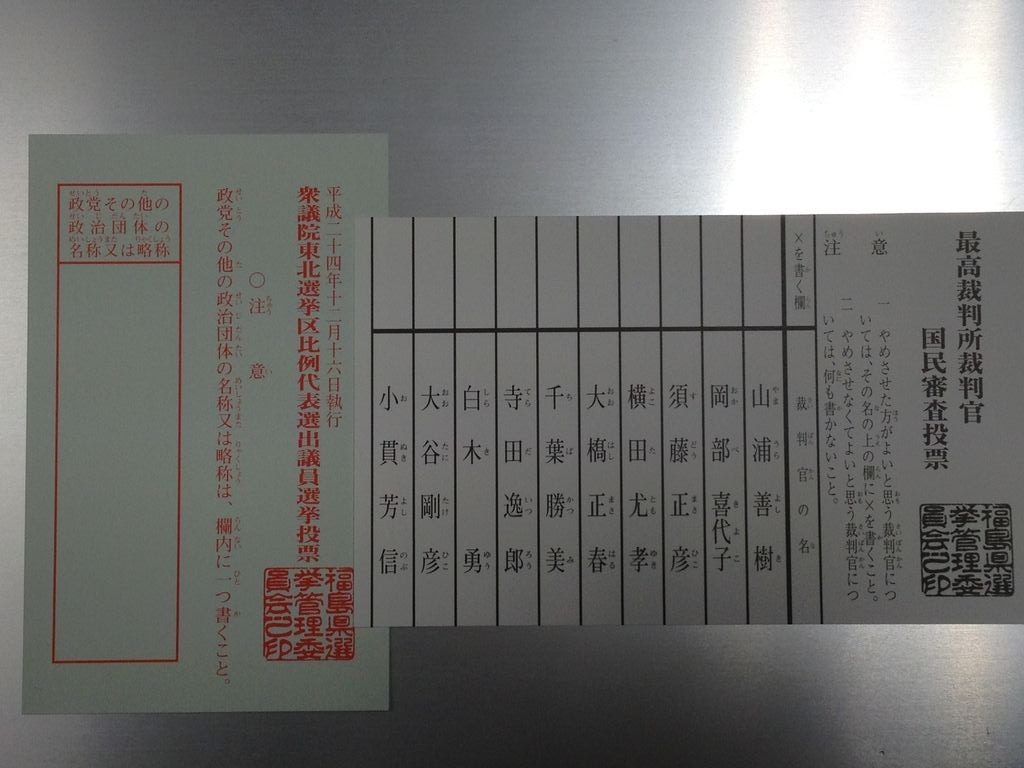 最高裁判所裁判官
国民審査投票
福島県選
挙管理委
員会之印
注意
一 やめさせた方がよいと思う裁判官につ
いては、その名の上の欄に×を書くこと。
二 やめさせなくてよいと思う裁判官につ
いては、何も書かないこと。
×を書く欄
裁判官の名
山浦善樹
岡部喜代子
須藤正彦
横田尤孝
大橋正春
千葉勝美
寺田逸郎
白木勇
大谷剛彦
小貫芳信
平成二十四年十二月十六日執行
衆議院東北選挙区比例代表選出議員選挙投票
福島県選
挙管理委
員会之印
○注意
政党その他の政治団体の名称又は略称は、欄内に一つ書くこと。
政党その他の
政治団体の
名称又は略称